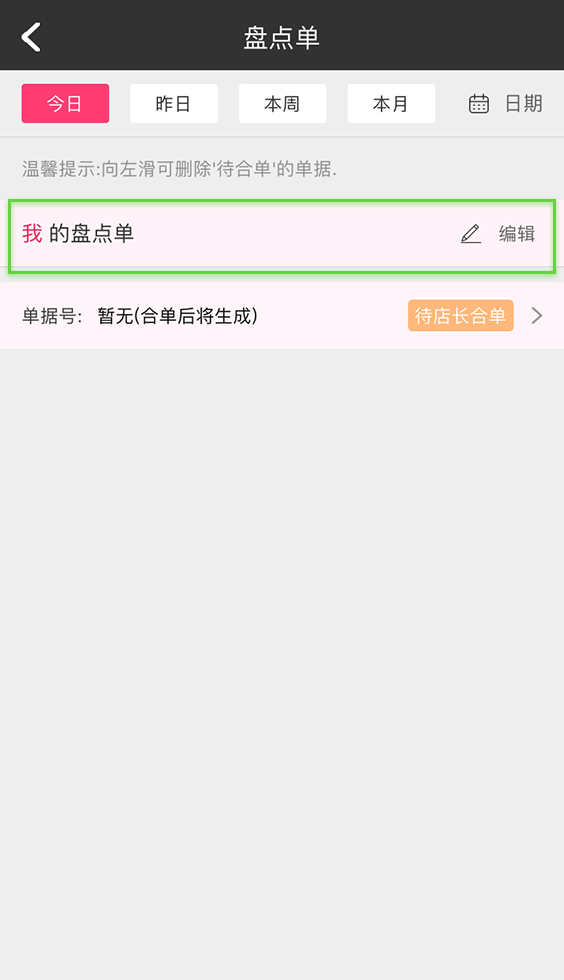 盘点单
今日 昨日 本周 本月 日期
温馨提示:向左滑可删除'待合单'的单据.
我 的盘点单 编辑
单据号: 暂无(合单后将生成) 待店长合单